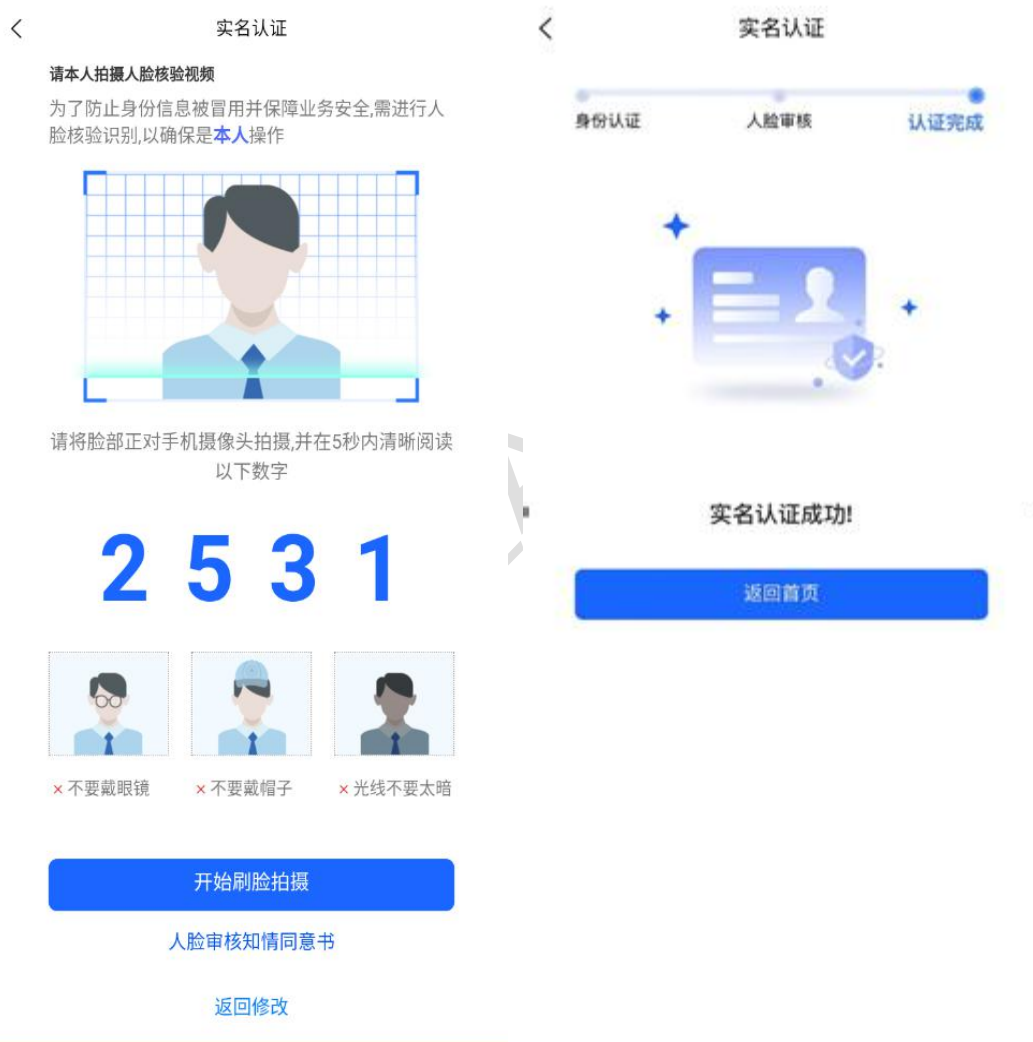 实名认证
请本人拍摄人脸核验视频
为了防止身份信息被冒用并保障业务安全,需进行人
脸核验识别,以确保是本人操作
请将脸部正对手机摄像头拍摄,并在5秒内清晰阅读
以下数字
2 5 3 1
× 不要戴眼镜
× 不要戴帽子
× 光线不要太暗
开始刷脸拍摄
人脸审核知情同意书
返回修改
实名认证
身份认证
人脸审核
认证完成
实名认证成功!
返回首页